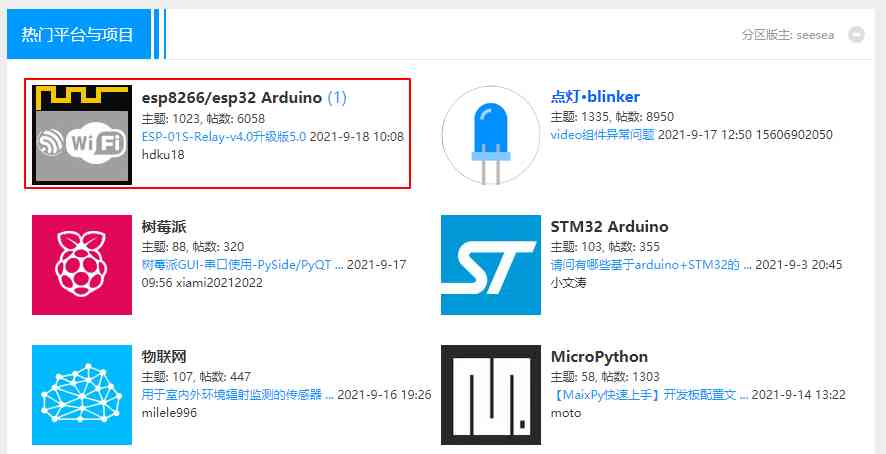 热门平台与项目
分区版主: seesea
esp8266/esp32 Arduino (1)
主题: 1023, 帖数: 6058
ESP-01S-Relay-v4.0升级版5.0 2021-9-18 10:08
hdku18
WiFi
点灯·blinker
主题: 1335, 帖数: 8950
video组件异常问题 2021-9-17 12:50 15606902050
树莓派
主题: 88, 帖数: 320
树莓派GUI-串口使用-PySide/PyQT ... 2021-9-17
09:56 xiami20212022
STM32 Arduino
主题: 103, 帖数: 355
请问有哪些基于arduino+STM32的 ... 2021-9-3 20:45
小文涛
ST
物联网
主题: 107, 帖数: 447
用于室内外环境辐射监测的传感器 ... 2021-9-16 19:26
milele996
MicroPython
主题: 58, 帖数: 1303
【MaixPy快速上手】开发板配置文 ... 2021-9-14 13:22
moto